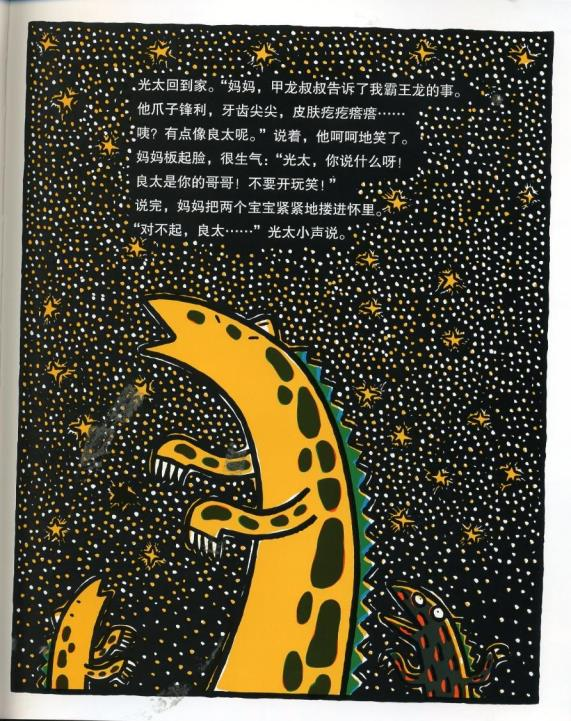 光太回到家。“妈妈，甲龙叔叔告诉了我霸王龙的事。
他爪子锋利，牙齿尖尖，皮肤疙疙瘩瘩……
咦？有点像良太呢。”说着，他呵呵地笑了。
妈妈板起脸，很生气：“光太，你说什么呀！
良太是你的哥哥！不要开玩笑！”
说完，妈妈把两个宝宝紧紧地搂进怀里。
“对不起，良太……”光太小声说。